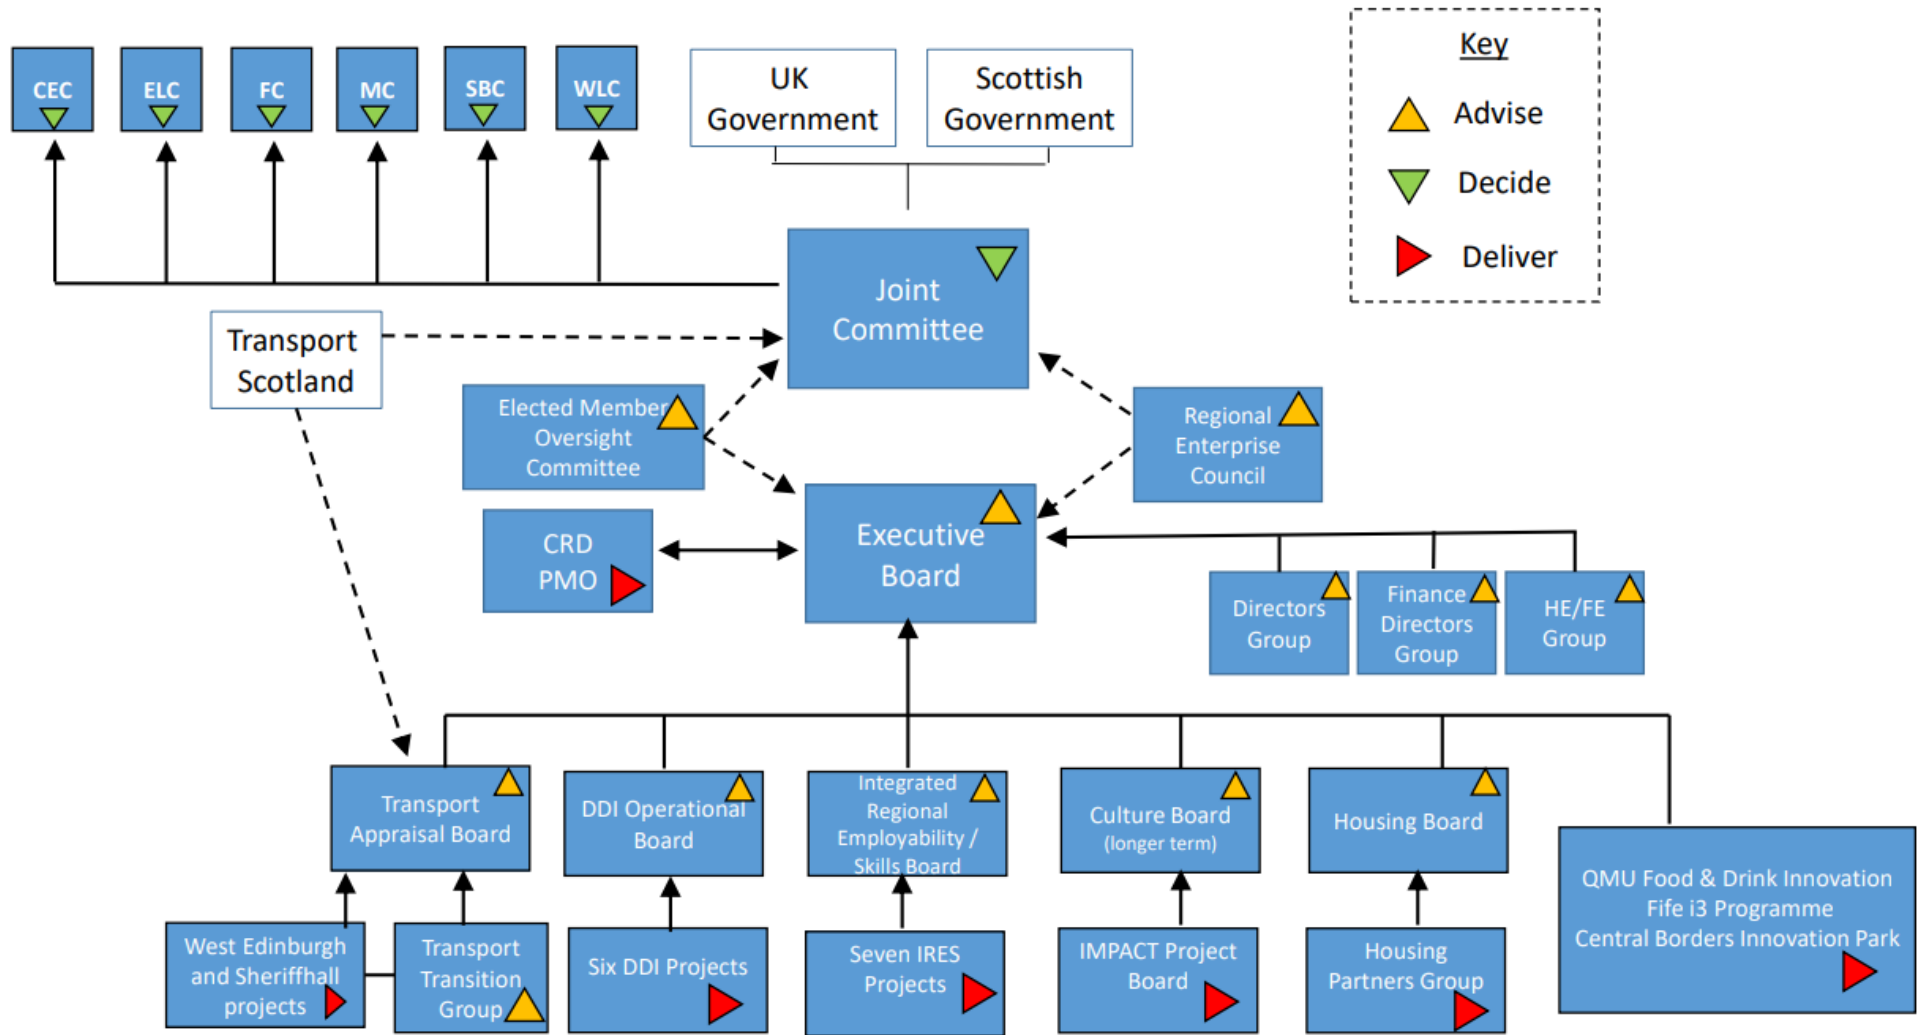 CEC
ELC
FC
MC
SBC
WLC
UK
Government
Scottish
Government
Key
Advise
Decide
Deliver
Joint
Committee
Transport
Scotland
Elected Member
Oversight
Committee
Regional
Enterprise
Council
CRD
PMO
Executive
Board
Directors
Group
Finance
Directors
Group
HE/FE
Group
Transport
Appraisal Board
DDI Operational
Board
Integrated
Regional
Employability /
Skills Board
Culture Board
(longer term)
Housing Board
QMU Food & Drink Innovation
Fife i3 Programme
Central Borders Innovation Park
West Edinburgh
and Sheriffhall
projects
Transport
Transition
Group
Six DDI Projects
Seven IRES
Projects
IMPACT Project
Board
Housing
Partners Group